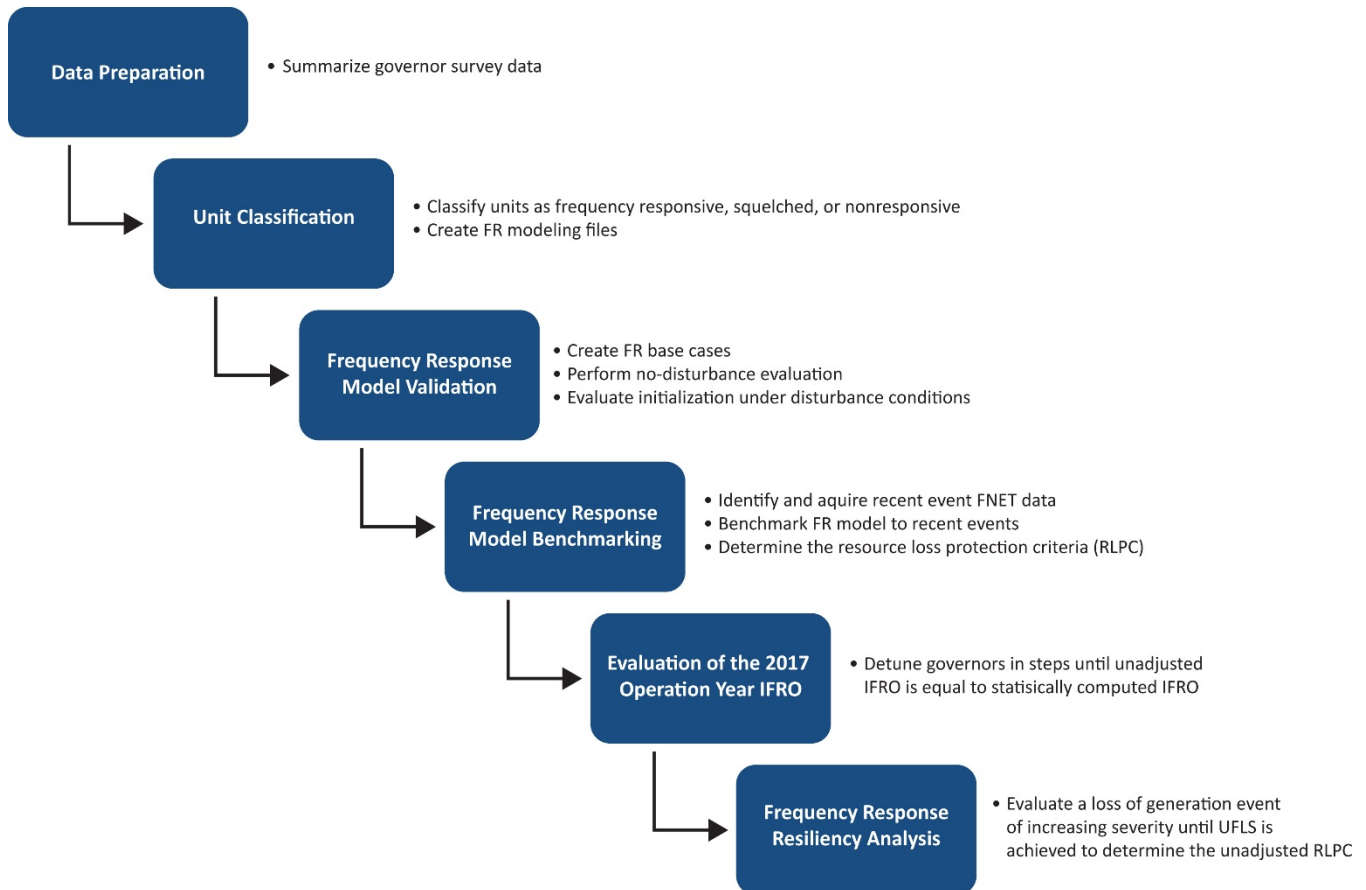 Data Preparation
• Summarize governor survey data
Unit Classification
• Classify units as frequency responsive, squelched, or nonresponsive
• Create FR modeling files
Frequency Response
Model Validation
• Create FR base cases
• Perform no-disturbance evaluation
• Evaluate initialization under disturbance conditions
Frequency Response
Model Benchmarking
• Identify and aquire recent event FNET data
• Benchmark FR model to recent events
• Determine the resource loss protection criteria (RLPC)
Evaluation of the 2017
Operation Year IFRO
• Detune governors in steps until unadjusted
IFRO is equal to statisically computed IFRO
Frequency Response
Resiliency Analysis
• Evaluate a loss of generation event
of increasing severity until UFLS is
achieved to determine the unadjusted RLPC